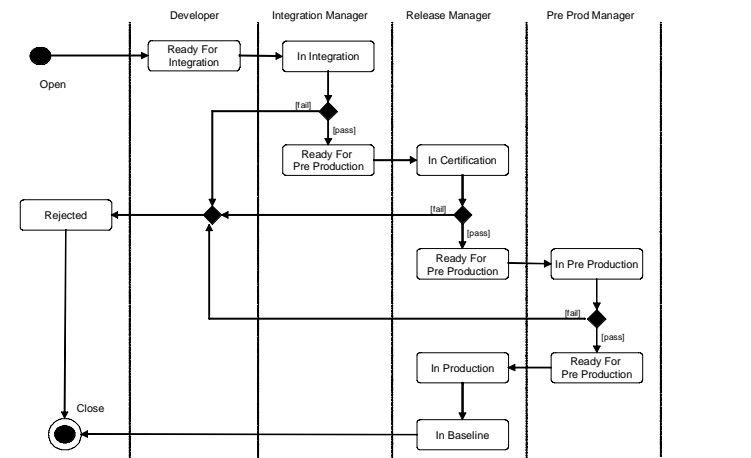 Developer
Integration Manager
Release Manager
Pre Prod Manager
Open
Ready For
Integration
In Integration
[fail]
[pass]
Ready For
Pre Production
In Certification
Rejected
[fail]
[pass]
Ready For
Pre Production
In Pre Production
[fail]
[pass]
In Production
Ready For
Pre Production
Close
In Baseline